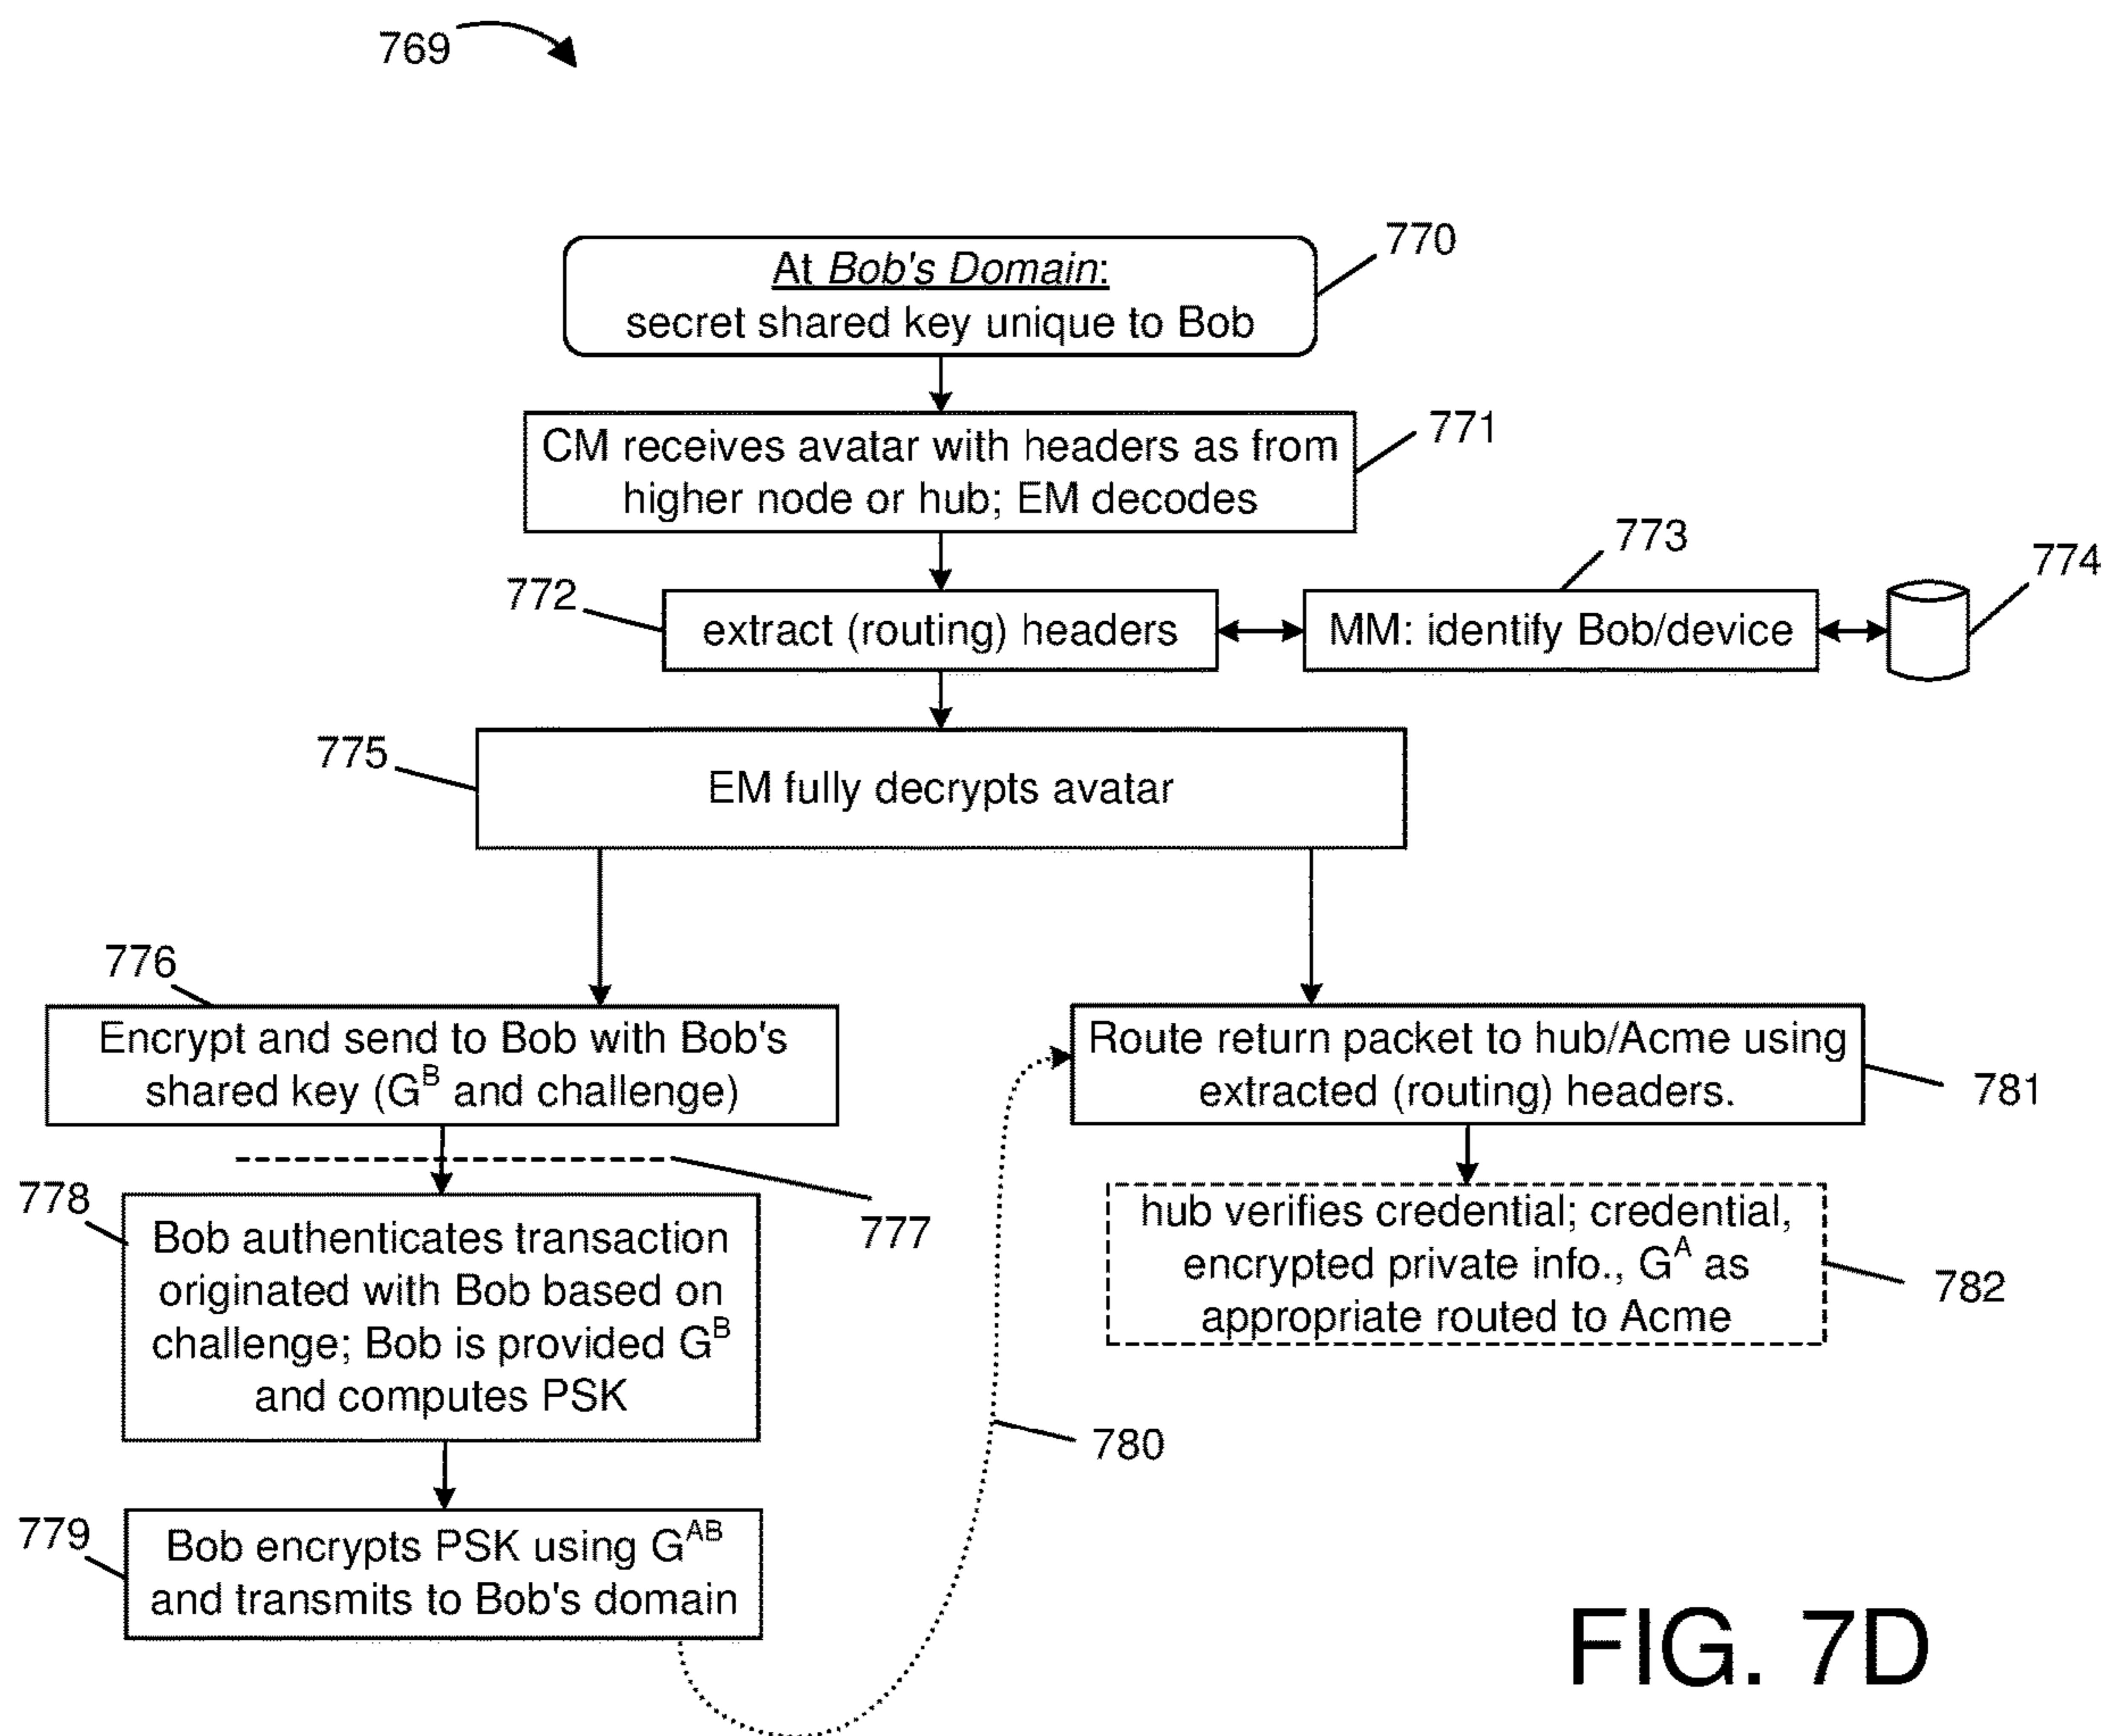 769
At Bob's Domain:
secret shared key unique to Bob
770
CM receives avatar with headers as from
higher node or hub; EM decodes
771
772
extract (routing) headers
773
MM: identify Bob/device
774
775
EM fully decrypts avatar
776
Encrypt and send to Bob with Bob's
shared key (G^B and challenge)
777
778
Bob authenticates transaction
originated with Bob based on
challenge; Bob is provided G^B
and computes PSK
779
Bob encrypts PSK using G^AB
and transmits to Bob's domain
780
Route return packet to hub/Acme using
extracted (routing) headers.
781
hub verifies credential; credential,
encrypted private info., G^A as
appropriate routed to Acme
782
FIG. 7D